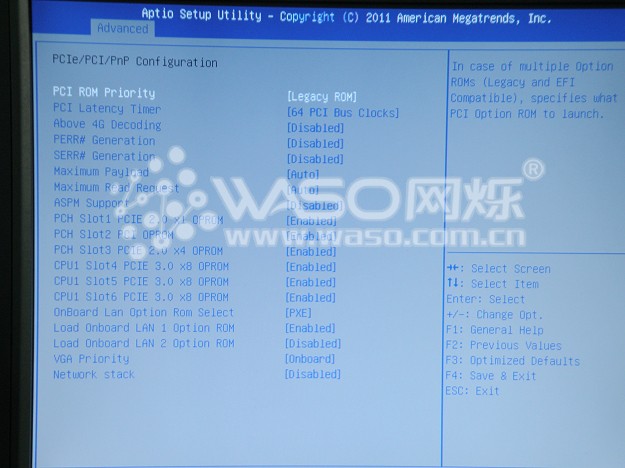 Aptio Setup Utility – Copyright (C) 2011 American Megatrends, Inc.
Advanced
PCIe/PCI/PnP Configuration
PCI ROM Priority [Legacy ROM]
PCI Latency Timer [64 PCI Bus Clocks]
Above 4G Decoding [Disabled]
PERR# Generation [Disabled]
SERR# Generation [Disabled]
Maximum Payload [Auto]
Maximum Read Request [Auto]
ASPM Support [Disabled]
PCH Slot1 PCIE 2.0 x1 OPROM [Enabled]
PCH Slot2 PCI OPROM [Enabled]
PCH Slot3 PCIE 2.0 x4 OPROM [Enabled]
CPU1 Slot4 PCIE 3.0 x8 OPROM [Enabled]
CPU1 Slot5 PCIE 3.0 x8 OPROM [Enabled]
CPU1 Slot6 PCIE 3.0 x8 OPROM [Enabled]
OnBoard Lan Option Rom Select [PXE]
Load Onboard LAN 1 Option ROM [Enabled]
Load Onboard LAN 2 Option ROM [Disabled]
VGA Priority [Onboard]
Network stack [Disabled]
In case of multiple Option
ROMs (Legacy and EFI
Compatible), specifies what
PCI Option ROM to launch.
→←: Select Screen
↑↓: Select Item
Enter: Select
+/-: Change Opt.
F1: General Help
F2: Previous Values
F3: Optimized Defaults
F4: Save & Exit
ESC: Exit
WASO网烁®
www.waso.com.cn